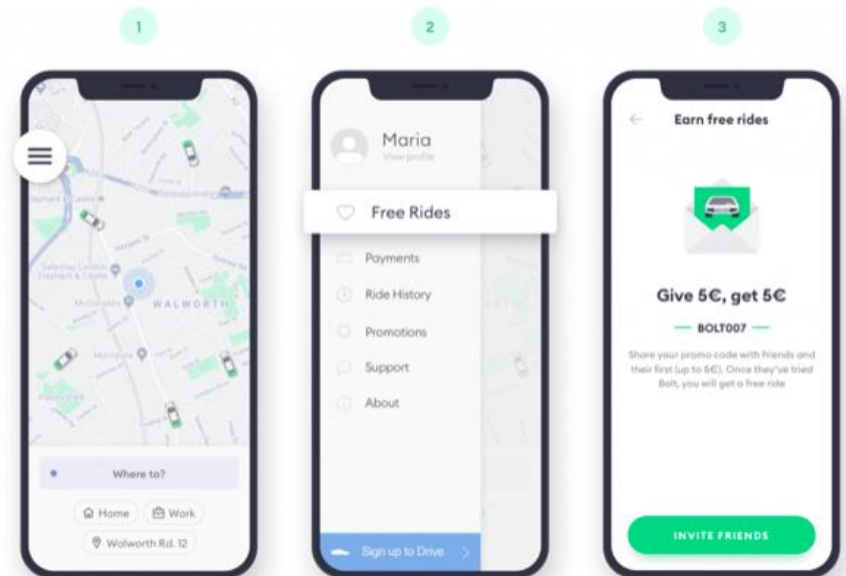 1
2
3
WALWORTH
Where to?
Home
Work
Walworth Rd. 12
Maria
View profile
Free Rides
Payments
Ride History
Promotions
Support
About
Sign up to Drive
Earn free rides
Give 5€, get 5€
BOLT007
Share your promo code with friends and
their first (up to 5€). Once they've tried
Bolt, you will get a free ride
INVITE FRIENDS